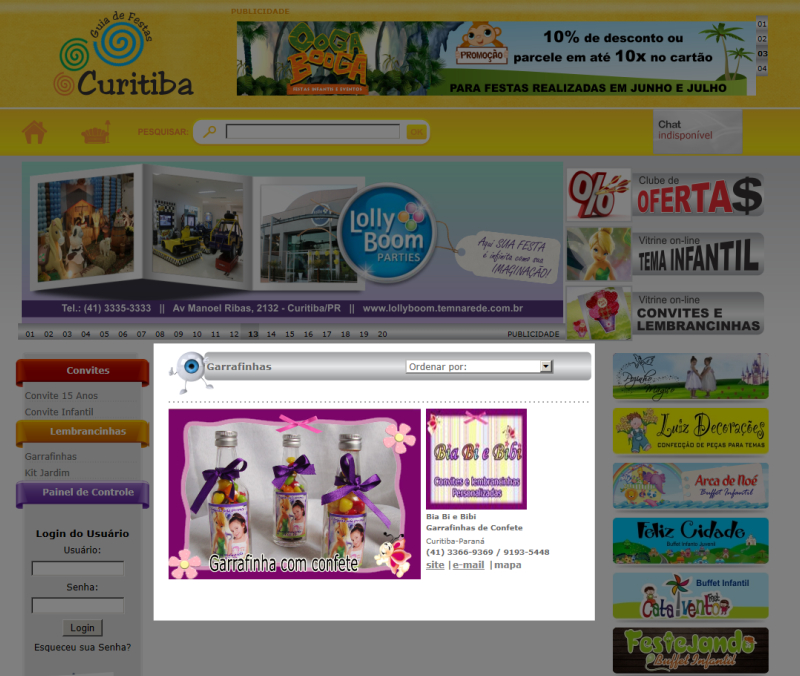 PUBLICIDADE
Guia de Festas
Curitiba
OOGA BOOGA
FESTAS INFANTIS E EVENTOS
PROMOÇÃO
10% de desconto ou
parcele em até 10x no cartão
PARA FESTAS REALIZADAS EM JUNHO E JULHO
01
02
03
04
PESQUISAR:
OK
Chat
indisponível
Lolly
Boom
PARTIES
Aqui SUA FESTA
é infinita como sua
IMAGINAÇÃO!
Tel.: (41) 3335-3333 || Av Manoel Ribas, 2132 - Curitiba/PR || www.lollyboom.temnarede.com.br
01 02 03 04 05 06 07 08 09 10 11 12 13 14 15 16 17 18 19 20 PUBLICIDADE
%
Clube de
OFERTA$
Vitrine on-line
TEMA INFANTIL
Vitrine on-line
CONVITES E
LEMBRANCINHAS
Convites
Convite 15 Anos
Convite Infantil
Lembrancinhas
Garrafinhas
Kit Jardim
Painel de Controle
Login do Usuário
Usuário:
Senha:
Login
Esqueceu sua Senha?
Garrafinhas
Ordenar por:
Garrafinha com confete
Bia Bi e Bibi
Convites e lembrancinhas
Personalizadas
Bia Bi e Bibi
Garrafinhas de Confete
Curitiba-Paraná
(41) 3366-9369 / 9193-5448
site | e-mail | mapa
Luiz Decorações
CONFECÇÃO DE PEÇAS PARA TEMAS
Arca de Noé
Buffet Infantil
Feliz Cidade
Buffet Infanto Juvenil
Buffet Infantil
Cata vento
Festejando
Buffet Infantil